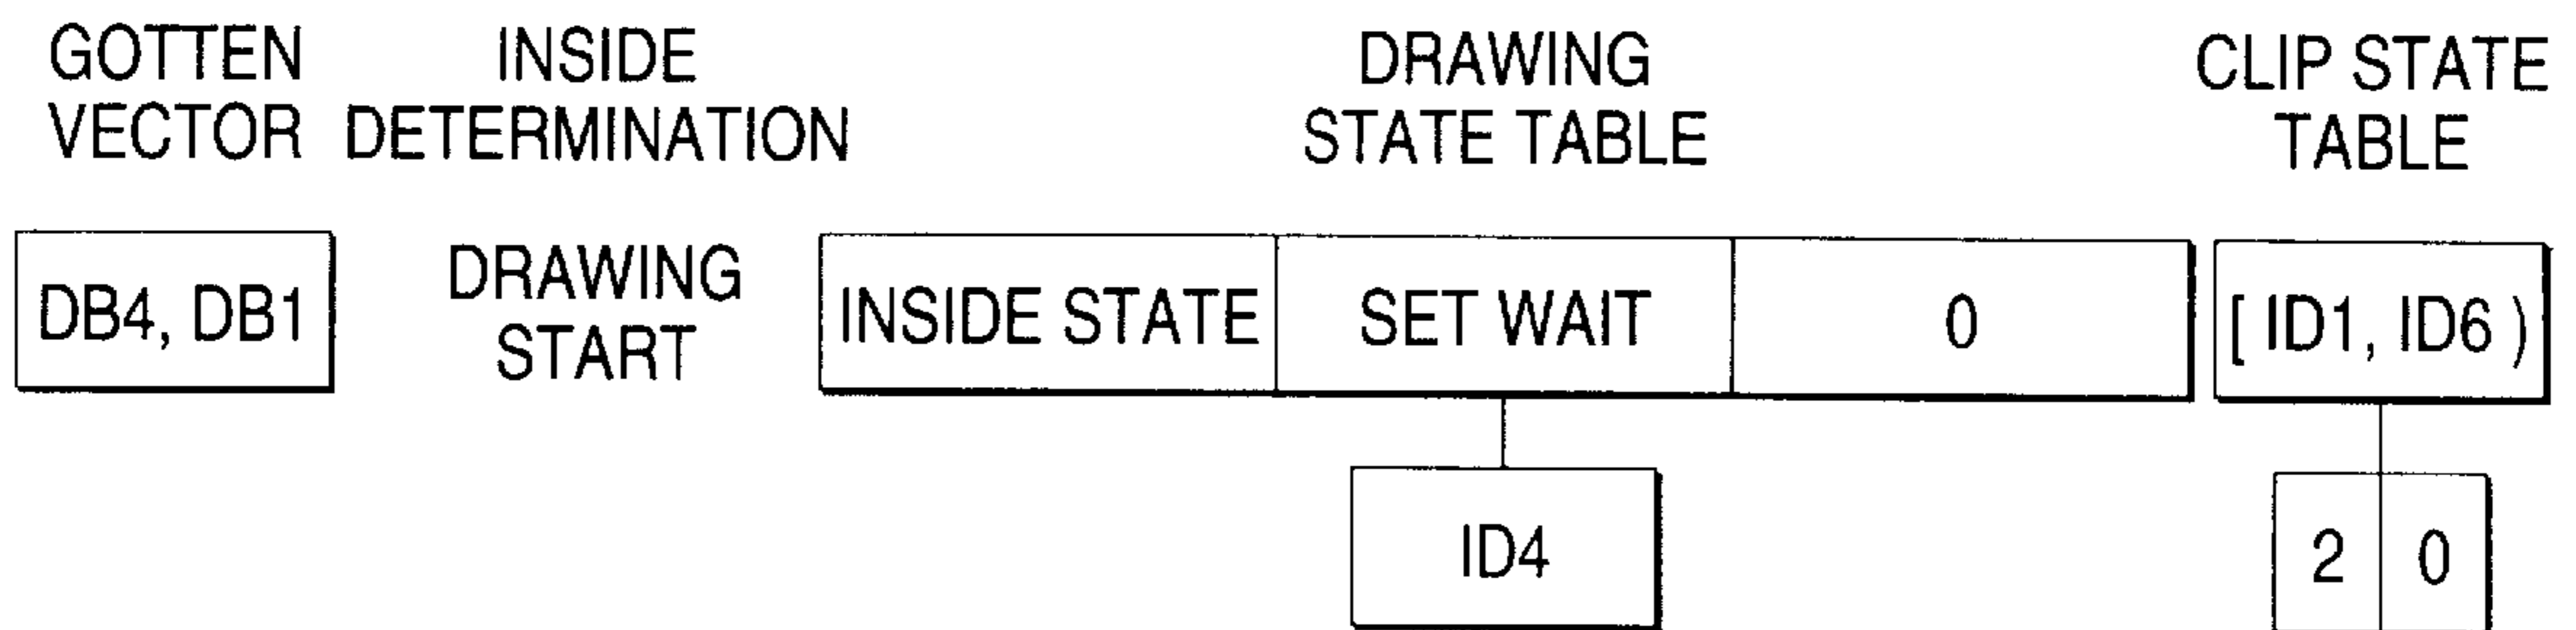 GOTTEN
VECTOR
INSIDE
DETERMINATION
DRAWING
STATE TABLE
CLIP STATE
TABLE
DB4, DB1
DRAWING
START
INSIDE STATE
SET WAIT
0
[ ID1, ID6 )
ID4
2
0